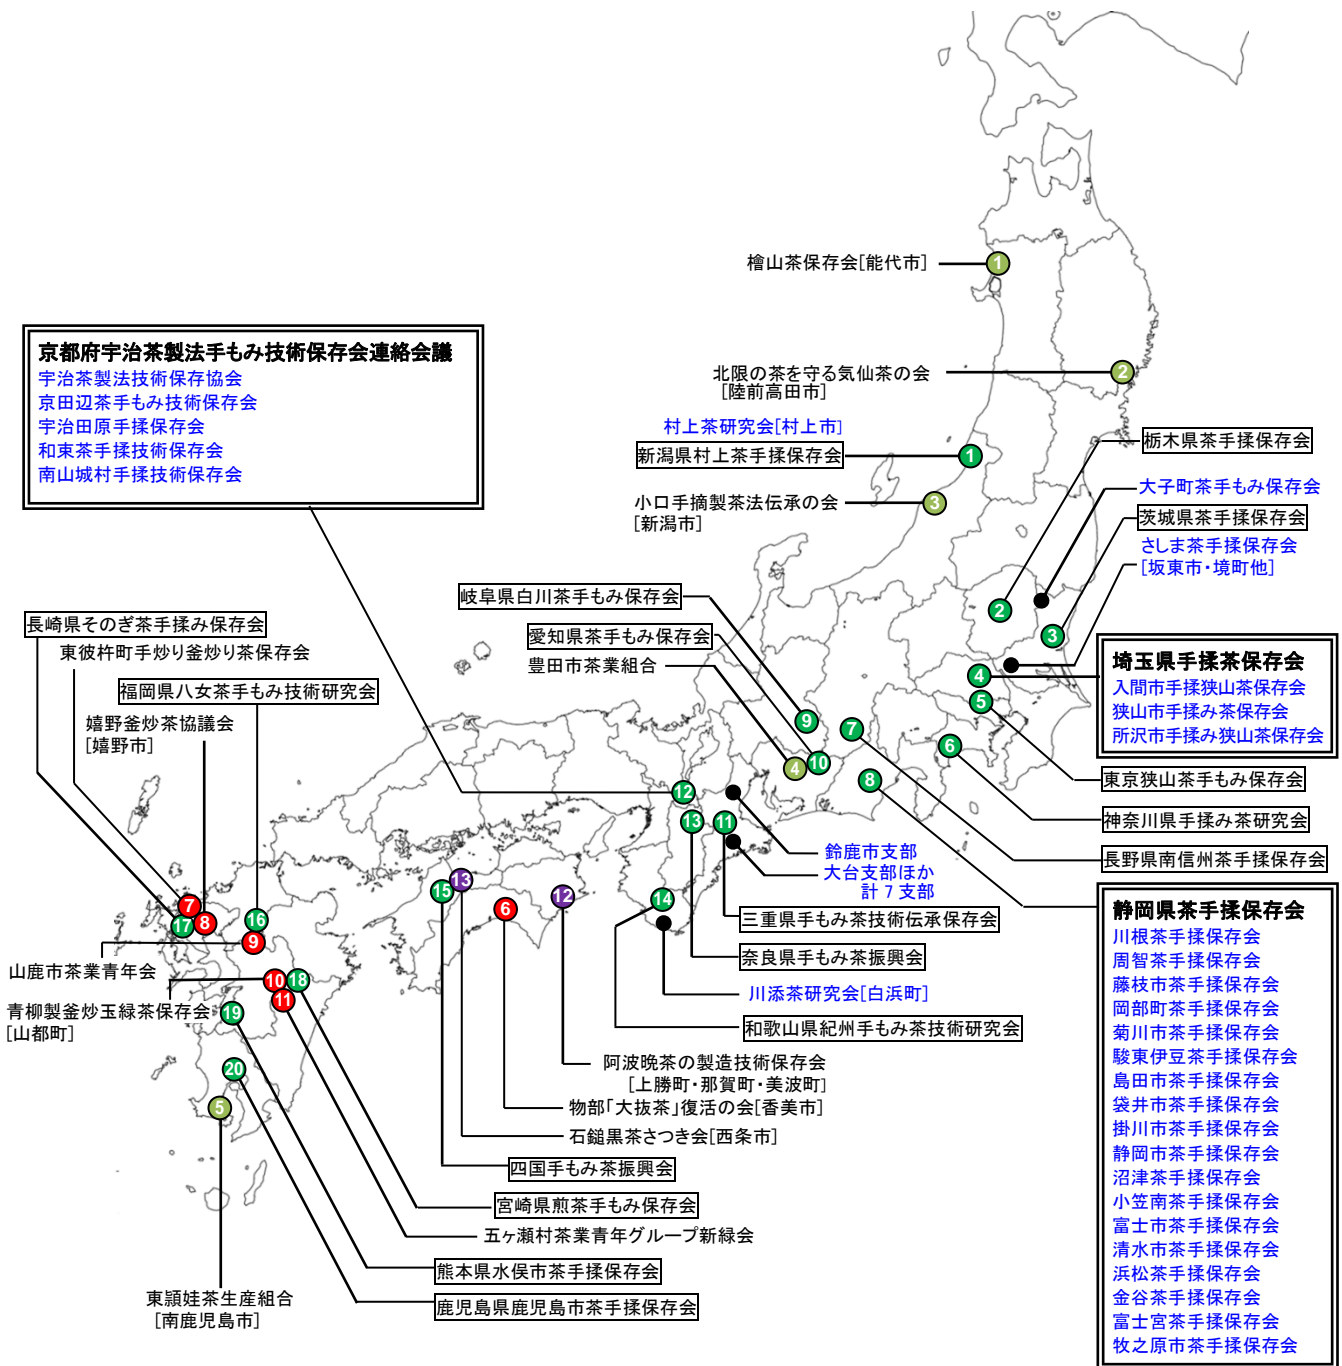 檜山茶保存会[能代市]
1
北限の茶を守る気仙茶の会
[陸前高田市]
2
村上茶研究会[村上市]
新潟県村上茶手揉保存会
1
小口手摘製茶法伝承の会
[新潟市]
3
栃木県茶手揉保存会
大子町茶手もみ保存会
茨城県茶手揉保存会
さしま茶手揉保存会
[坂東市・境町他]
2
3
京都府宇治茶製法手もみ技術保存会連絡会議
宇治茶製法技術保存協会
京田辺茶手もみ技術保存会
宇治田原手揉保存会
和束茶手揉技術保存会
南山城村手揉技術保存会
岐阜県白川茶手もみ保存会
愛知県茶手もみ保存会
豊田市茶業組合
埼玉県手揉茶保存会
入間市手揉狭山茶保存会
狭山市手揉み茶保存会
所沢市手揉み狭山茶保存会
4
5
6
7
8
9
10
4
12
13
11
東京狭山茶手もみ保存会
神奈川県手揉み茶研究会
長野県南信州茶手揉保存会
長崎県そのぎ茶手揉み保存会
東彼杵町手炒り釜炒り茶保存会
福岡県八女茶手もみ技術研究会
嬉野釜炒茶協議会
[嬉野市]
鈴鹿市支部
大台支部ほか
計７支部
三重県手もみ茶技術伝承保存会
奈良県手もみ茶振興会
川添茶研究会[白浜町]
和歌山県紀州手もみ茶技術研究会
15
13
6
12
14
7
8
17
16
9
10
18
11
19
20
5
山鹿市茶業青年会
青柳製釜炒玉緑茶保存会
[山都町]
阿波晩茶の製造技術保存会
[上勝町・那賀町・美波町]
物部「大抜茶」復活の会[香美市]
石鎚黒茶さつき会[西条市]
四国手もみ茶振興会
宮崎県煎茶手もみ保存会
五ヶ瀬村茶業青年グループ新緑会
熊本県水俣市茶手揉保存会
鹿児島県鹿児島市茶手揉保存会
東頴娃茶生産組合
[南鹿児島市]
静岡県茶手揉保存会
川根茶手揉保存会
周智茶手揉保存会
藤枝市茶手揉保存会
岡部町茶手揉保存会
菊川市茶手揉保存会
駿東伊豆茶手揉保存会
島田市茶手揉保存会
袋井市茶手揉保存会
掛川市茶手揉保存会
静岡市茶手揉保存会
沼津茶手揉保存会
小笠南茶手揉保存会
富士市茶手揉保存会
清水市茶手揉保存会
浜松茶手揉保存会
金谷茶手揉保存会
富士宮茶手揉保存会
牧之原市茶手揉保存会